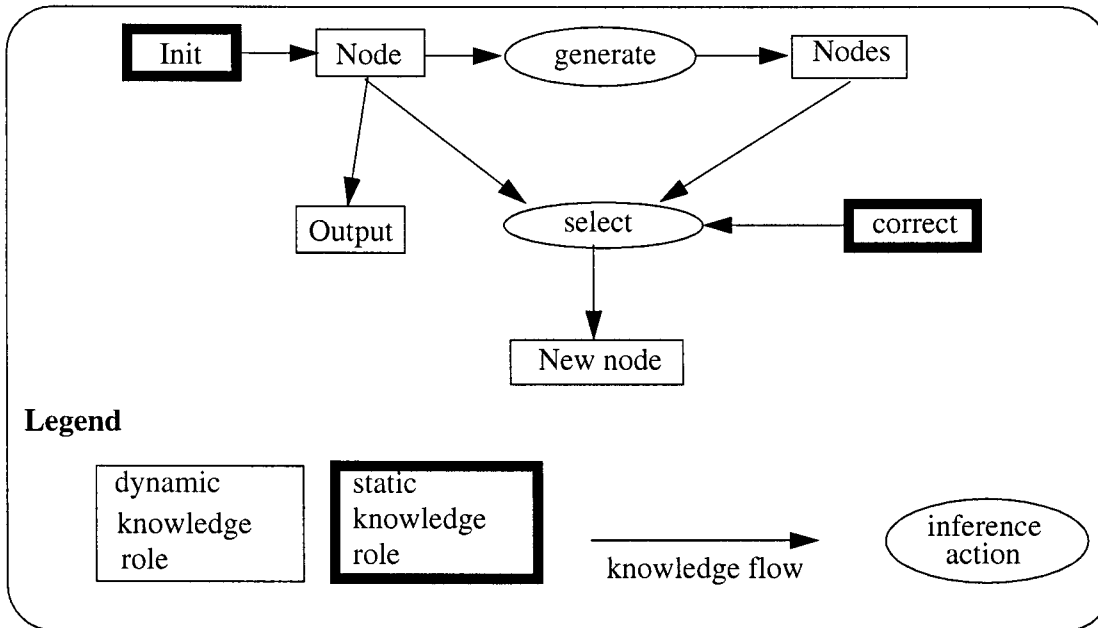 Init
Node
generate
Nodes
Output
select
correct
New node
Legend
dynamic
knowledge
role
static
knowledge
role
knowledge flow
inference
action